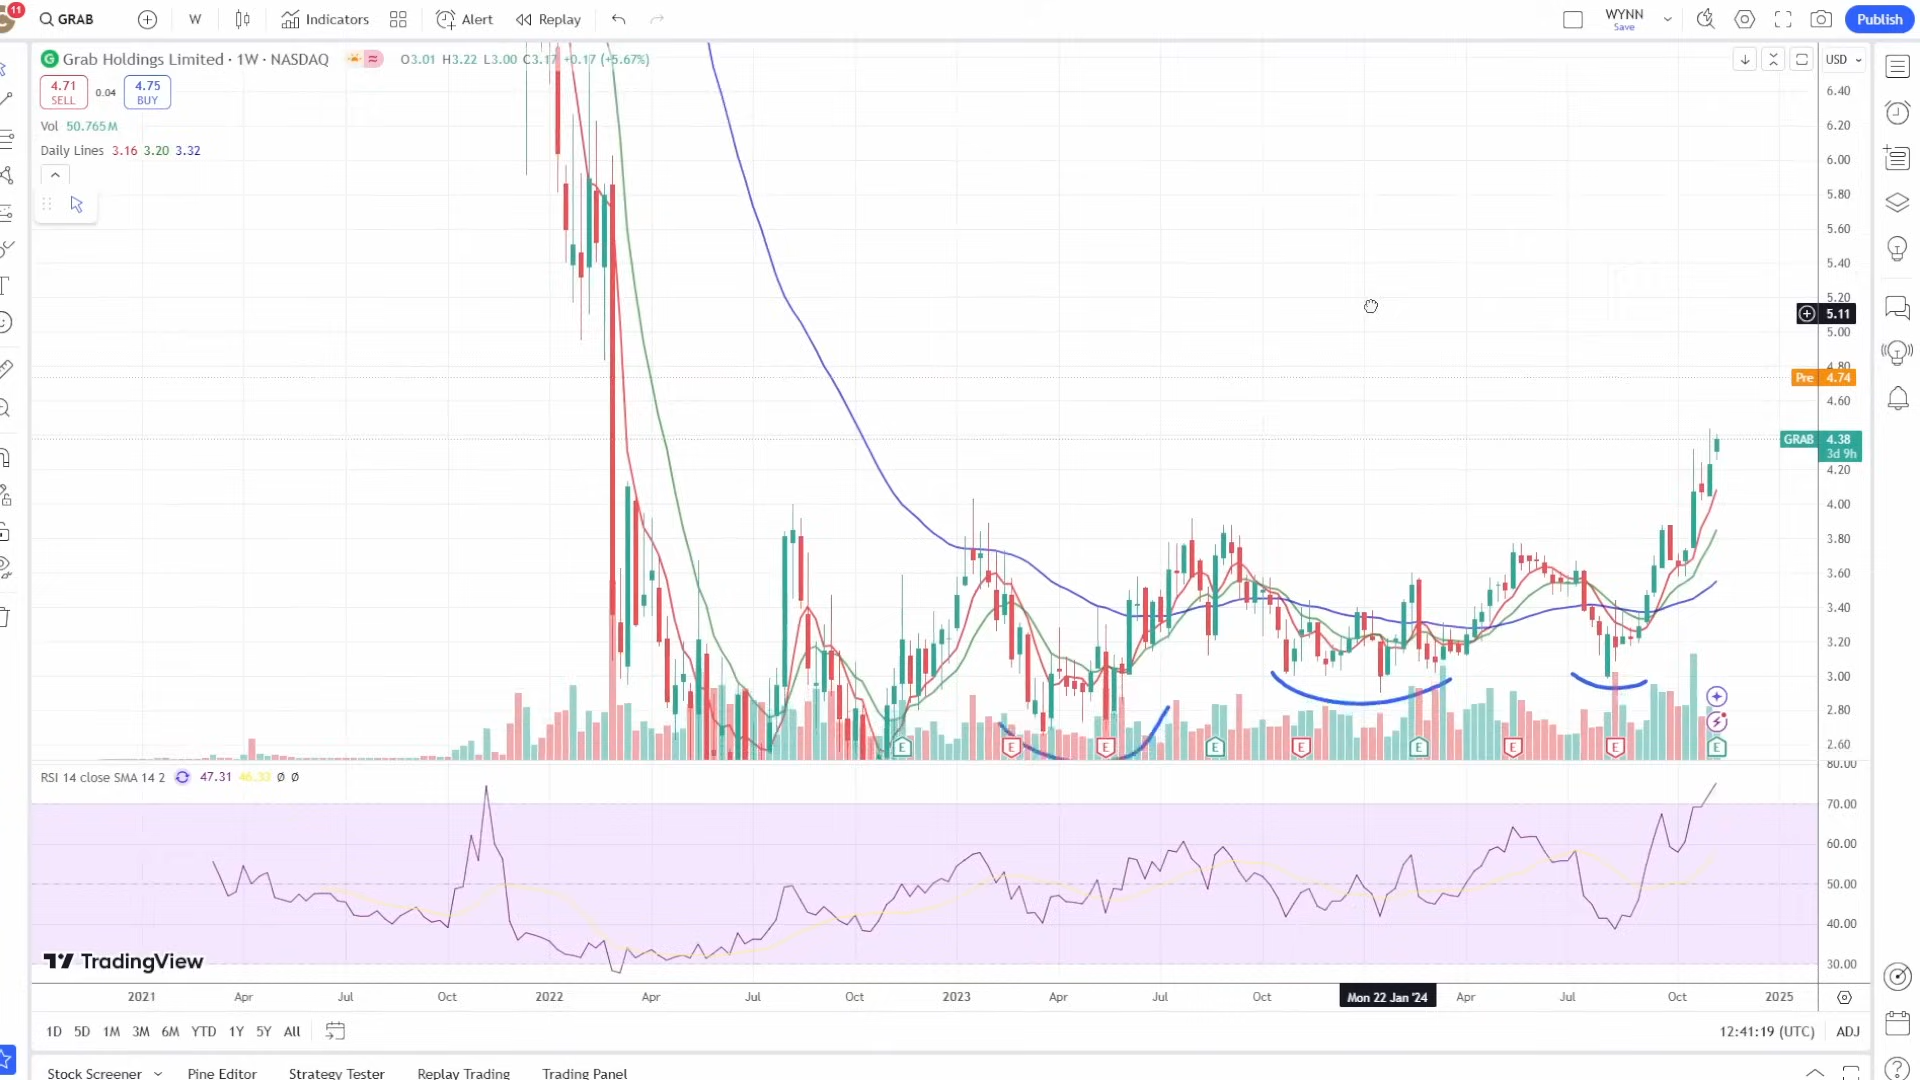 11
GRAB
W
Indicators
Alert
Replay
WYNN
Save
Publish
G Grab Holdings Limited · 1W · NASDAQ
O3.01 H3.22 L3.00 C3.17 +0.17 (+5.67%)
USD
4.71
SELL
0.04
4.75
BUY
Vol 50.765M
Daily Lines 3.16 3.20 3.32
6.40
6.20
6.00
5.80
5.60
5.40
5.20
5.11
5.00
4.80
Pre 4.74
4.60
GRAB 4.38
3d 9h
4.20
4.00
3.80
3.60
3.40
3.20
3.00
2.80
2.60
E E E E E E E E E
RSI 14 close SMA 14 2 47.31 46.33 Ø Ø
80.00
70.00
60.00
50.00
40.00
30.00
TradingView
2021 Apr Jul Oct 2022 Apr Jul Oct 2023 Apr Jul Oct Mon 22 Jan '24 Apr Jul Oct 2025
1D 5D 1M 3M 6M YTD 1Y 5Y All
12:41:19 (UTC) ADJ
Stock Screener Pine Editor Strategy Tester Replay Trading Trading Panel